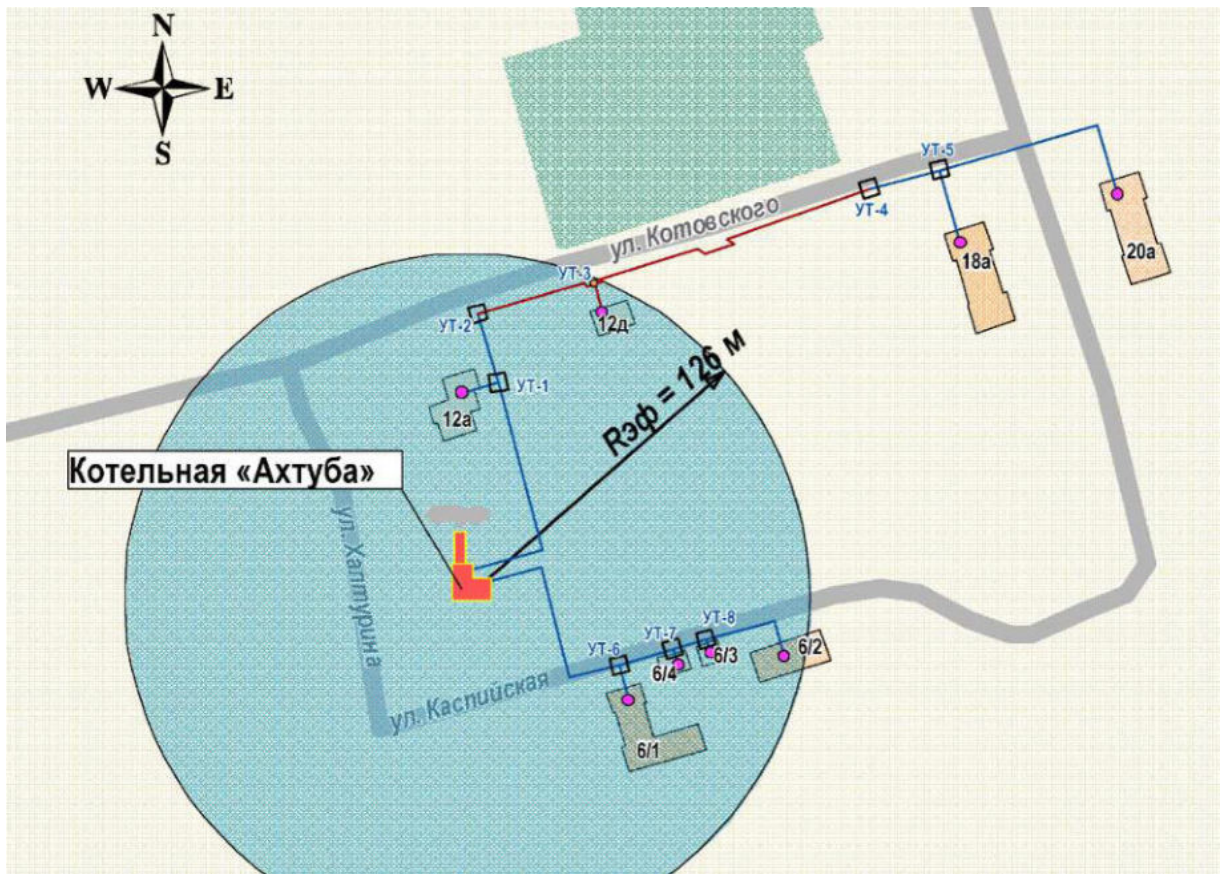 N
W
E
S
УТ-5
ул. Котовского
УТ-4
20а
18а
УТ-3
УТ-2
12д
УТ-1
12а
Rэф = 126 м
Котельная «Ахтуба»
ул. Халтурина
УТ-8
УТ-7
УТ-6
6/2
6/3
6/4
ул. Каспийская
6/1